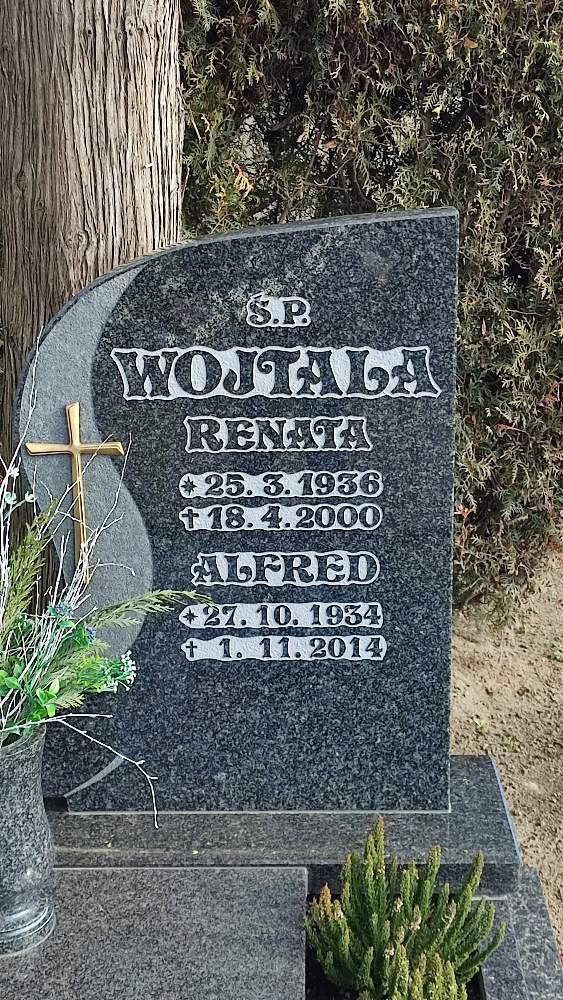 Ś.P.
WOJTALA
RENATA
* 25. 3. 1936
† 18. 4. 2000
ALFRED
* 27. 10. 1934
† 1. 11. 2014